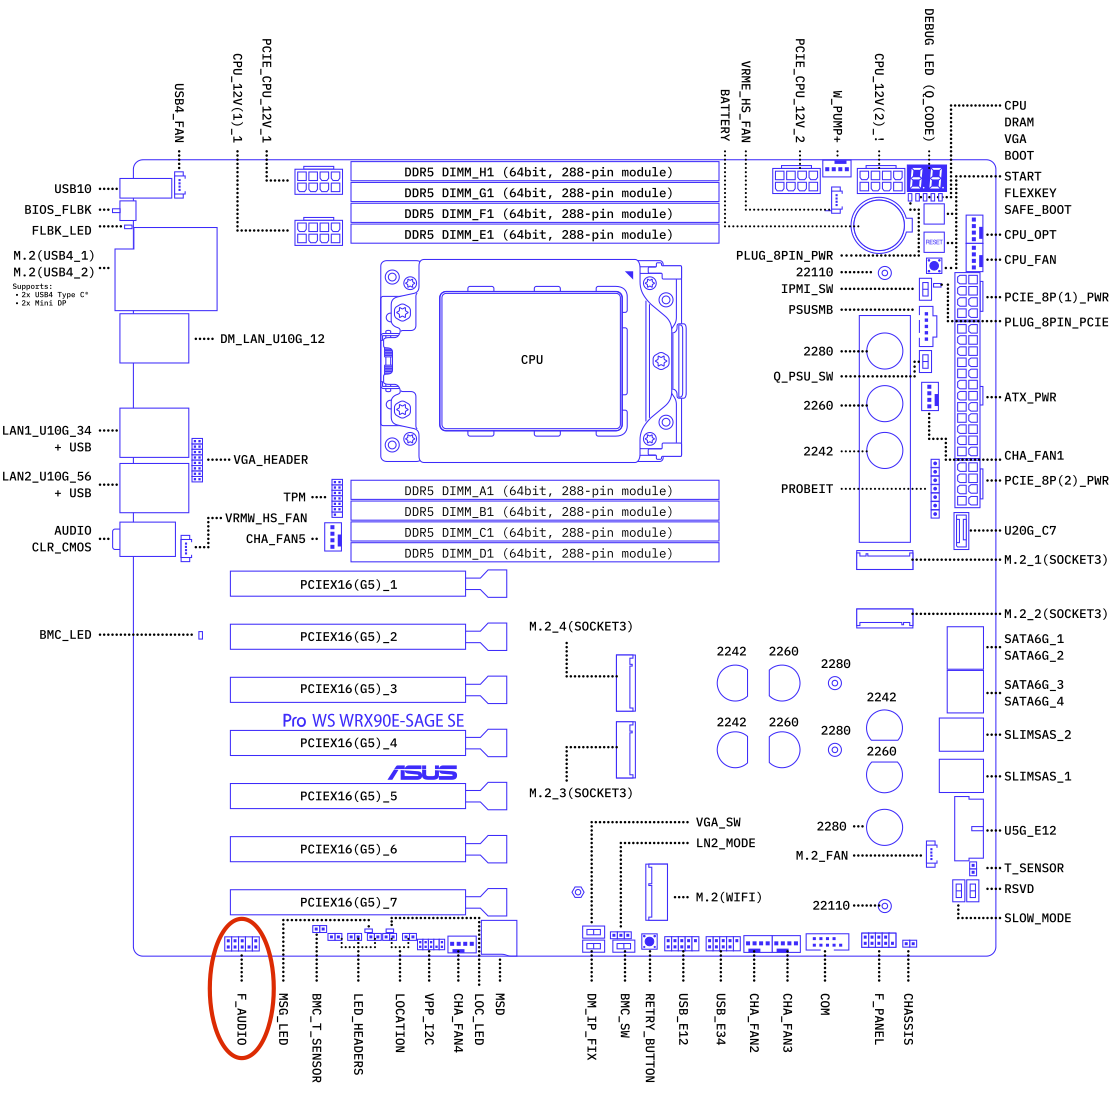 DEBUG LED (Q_CODE)
PCIE_CPU_12V_1
CPU_12V(1)_1
USB4_FAN
VRME_HS_FAN
BATTERY
PCIE_CPU_12V_2
W_PUMP+
CPU_12V(2)_!
CPU
DRAM
VGA
BOOT
START
FLEXKEY
SAFE_BOOT
CPU_OPT
CPU_FAN
PCIE_8P(1)_PWR
PLUG_8PIN_PCIE
ATX_PWR
CHA_FAN1
PCIE_8P(2)_PWR
U20G_C7
M.2_1(SOCKET3)
M.2_2(SOCKET3)
SATA6G_1
SATA6G_2
SATA6G_3
SATA6G_4
SLIMSAS_2
SLIMSAS_1
U5G_E12
T_SENSOR
RSVD
SLOW_MODE
USB10
BIOS_FLBK
FLBK_LED
M.2(USB4_1)
M.2(USB4_2)
Supports:
• 2x USB4 Type C®
• 2x Mini DP
DM_LAN_U10G_12
LAN1_U10G_34
+ USB
VGA_HEADER
LAN2_U10G_56
+ USB
TPM
VRMW_HS_FAN
AUDIO
CLR_CMOS
CHA_FAN5
BMC_LED
DDR5 DIMM_H1 (64bit, 288-pin module)
DDR5 DIMM_G1 (64bit, 288-pin module)
DDR5 DIMM_F1 (64bit, 288-pin module)
DDR5 DIMM_E1 (64bit, 288-pin module)
88
RESET
PLUG_8PIN_PWR
22110
IPMI_SW
PSUSMB
2280
Q_PSU_SW
2260
2242
PROBEIT
CPU
DDR5 DIMM_A1 (64bit, 288-pin module)
DDR5 DIMM_B1 (64bit, 288-pin module)
DDR5 DIMM_C1 (64bit, 288-pin module)
DDR5 DIMM_D1 (64bit, 288-pin module)
PCIEX16(G5)_1
PCIEX16(G5)_2
PCIEX16(G5)_3
Pro WS WRX90E-SAGE SE
PCIEX16(G5)_4
ASUS
PCIEX16(G5)_5
PCIEX16(G5)_6
PCIEX16(G5)_7
M.2_4(SOCKET3)
M.2_3(SOCKET3)
2242
2260
2280
2242
2260
2280
2242
2260
2280
M.2_FAN
22110
VGA_SW
LN2_MODE
M.2(WIFI)
F_AUDIO
MSG_LED
BMC_T_SENSOR
LED_HEADERS
LOCATION
VPP_I2C
CHA_FAN4
LOC_LED
MSD
DM_IP_FIX
BMC_SW
RETRY_BUTTON
USB_E12
USB_E34
CHA_FAN2
CHA_FAN3
COM
F_PANEL
CHASSIS